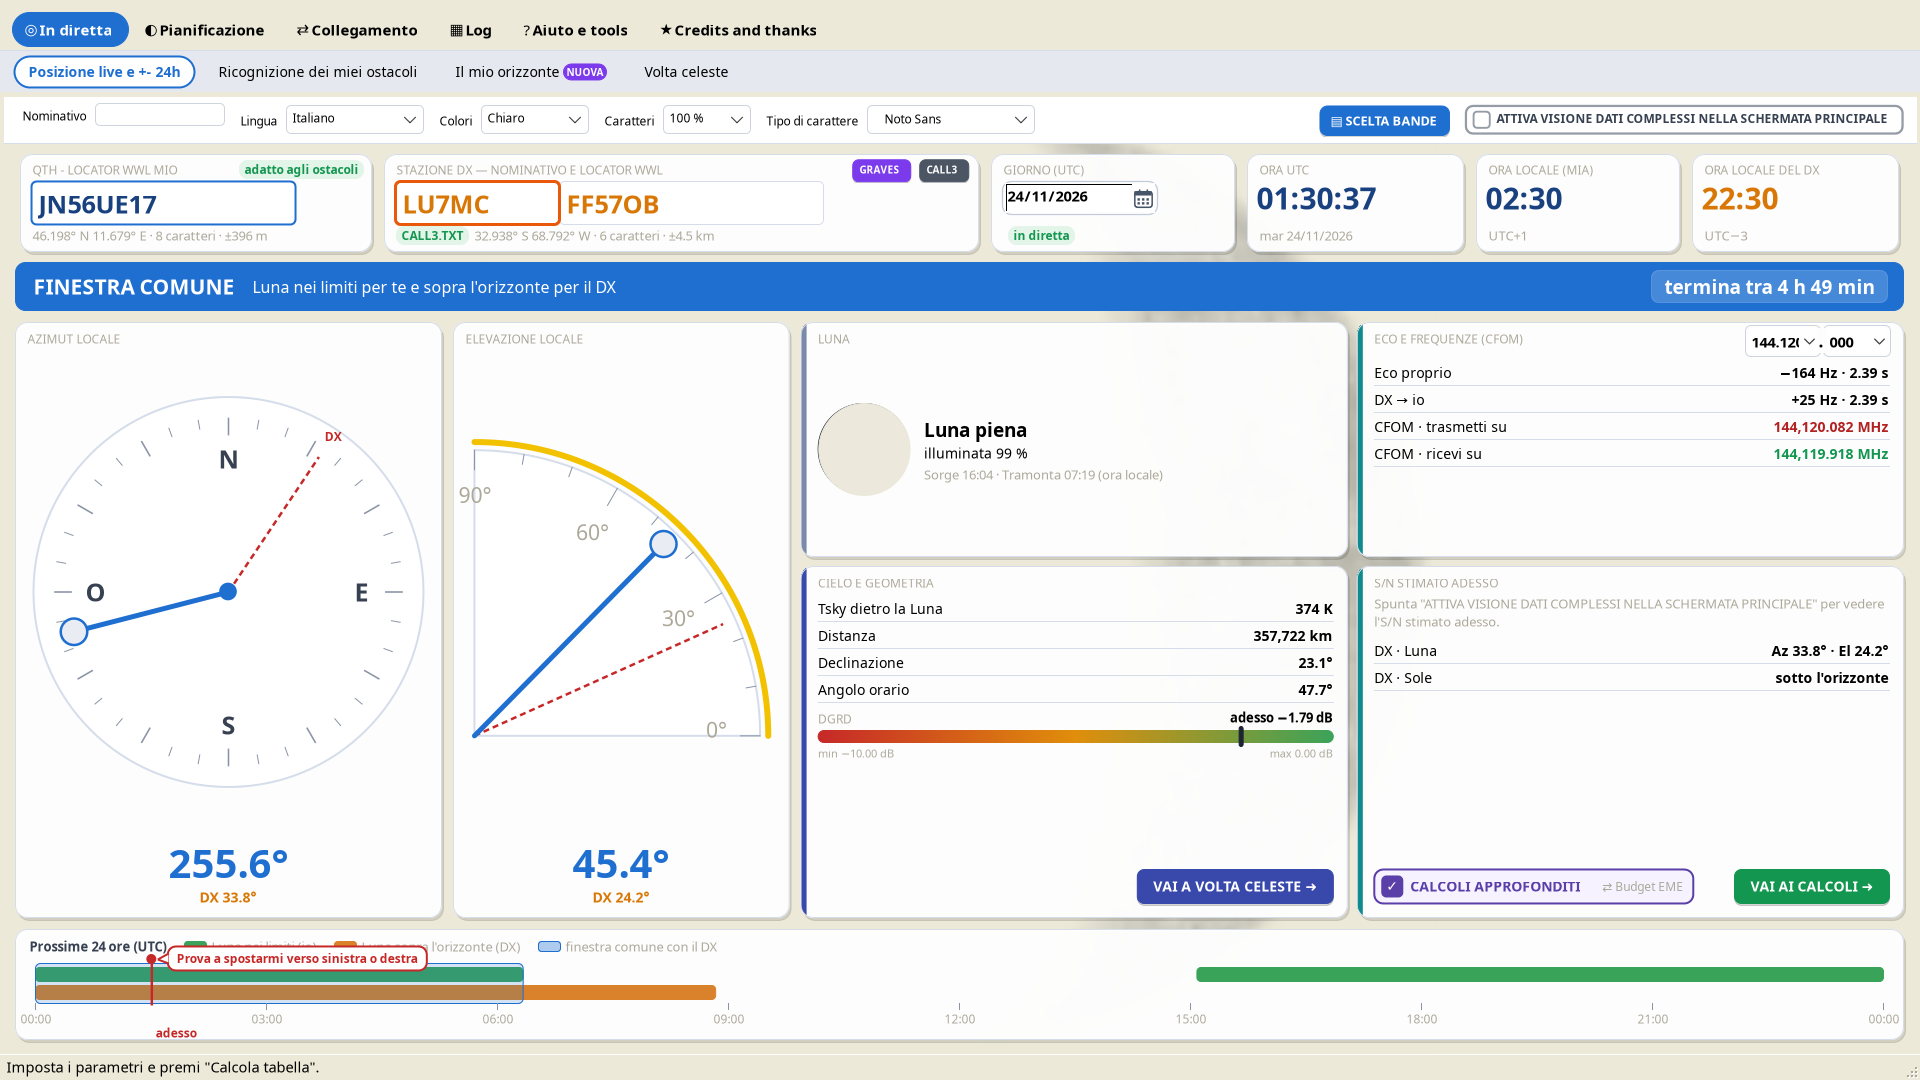 In diretta
Pianificazione
Collegamento
Log
? Aiuto e tools
Credits and thanks
Posizione live e +- 24h
Ricognizione dei miei ostacoli
Il mio orizzonte NUOVA
Volta celeste
Nominativo
Lingua Italiano
Colori Chiaro
Caratteri 100 %
Tipo di carattere Noto Sans
SCELTA BANDE
ATTIVA VISIONE DATI COMPLESSI NELLA SCHERMATA PRINCIPALE
QTH - LOCATOR WWL MIO adatto agli ostacoli
JN56UE17
46.198° N 11.679° E · 8 caratteri · ±396 m
STAZIONE DX — NOMINATIVO E LOCATOR WWL GRAVES CALL3
LU7MC FF57OB
CALL3.TXT 32.938° S 68.792° W · 6 caratteri · ±4.5 km
GIORNO (UTC)
24/11/2026
in diretta
ORA UTC
01:30:37
mar 24/11/2026
ORA LOCALE (MIA)
02:30
UTC+1
ORA LOCALE DEL DX
22:30
UTC−3
FINESTRA COMUNE Luna nei limiti per te e sopra l'orizzonte per il DX termina tra 4 h 49 min
AZIMUT LOCALE
DX
N
O E
S
255.6°
DX 33.8°
ELEVAZIONE LOCALE
90°
60°
30°
0°
45.4°
DX 24.2°
LUNA
Luna piena
illuminata 99 %
Sorge 16:04 · Tramonta 07:19 (ora locale)
ECO E FREQUENZE (CFOM) 144.120 . 000
Eco proprio −164 Hz · 2.39 s
DX → io +25 Hz · 2.39 s
CFOM · trasmetti su 144,120.082 MHz
CFOM · ricevi su 144,119.918 MHz
CIELO E GEOMETRIA
Tsky dietro la Luna 374 K
Distanza 357,722 km
Declinazione 23.1°
Angolo orario 47.7°
DGRD adesso −1.79 dB
min −10.00 dB max 0.00 dB
VAI A VOLTA CELESTE →
S/N STIMATO ADESSO
Spunta "ATTIVA VISIONE DATI COMPLESSI NELLA SCHERMATA PRINCIPALE" per vedere
l'S/N stimato adesso.
DX · Luna Az 33.8° · El 24.2°
DX · Sole sotto l'orizzonte
✓ CALCOLI APPROFONDITI ⇄ Budget EME
VAI AI CALCOLI →
Prossime 24 ore (UTC) Luna nei limiti (io) Luna sopra l'orizzonte (DX) finestra comune con il DX
Prova a spostarmi verso sinistra o destra
00:00 03:00 06:00 09:00 12:00 15:00 18:00 21:00 00:00
adesso
Imposta i parametri e premi "Calcola tabella".